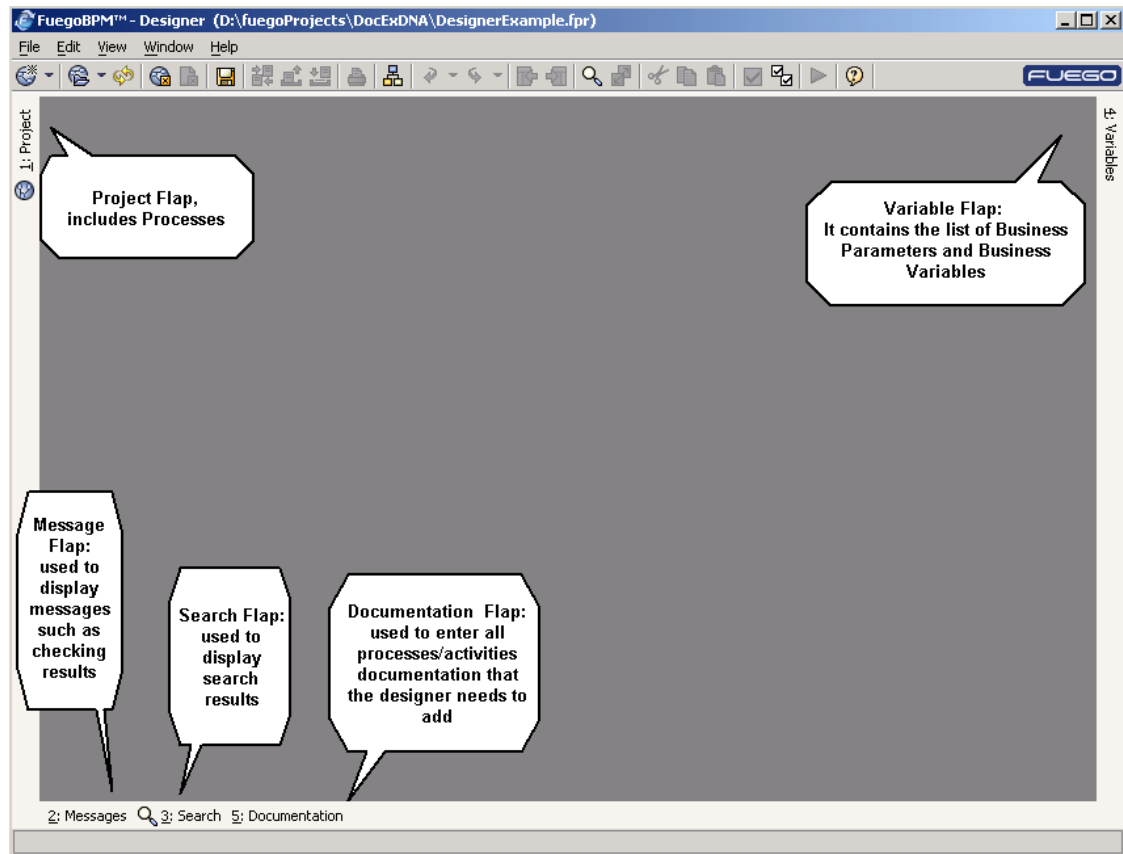 FuegoBPM™ - Designer (D:\fuegoProjects\DocExDNA\DesignerExample.fpr)
File Edit View Window Help
FUEGO
1: Project
4: Variables
Project Flap,
includes Processes
Variable Flap:
It contains the list of Business
Parameters and Business
Variables
Message
Flap:
used to
display
messages
such as
checking
results
Search Flap:
used to
display
search
results
Documentation Flap:
used to enter all
processes/activities
documentation that
the designer needs to
add
2: Messages 3: Search 5: Documentation